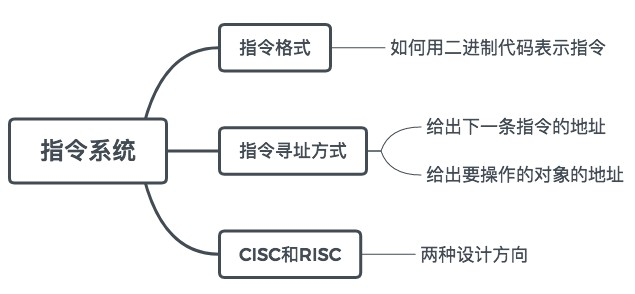 指令系统
指令格式
如何用二进制代码表示指令
指令寻址方式
给出下一条指令的地址
给出要操作的对象的地址
CISC和RISC
两种设计方向